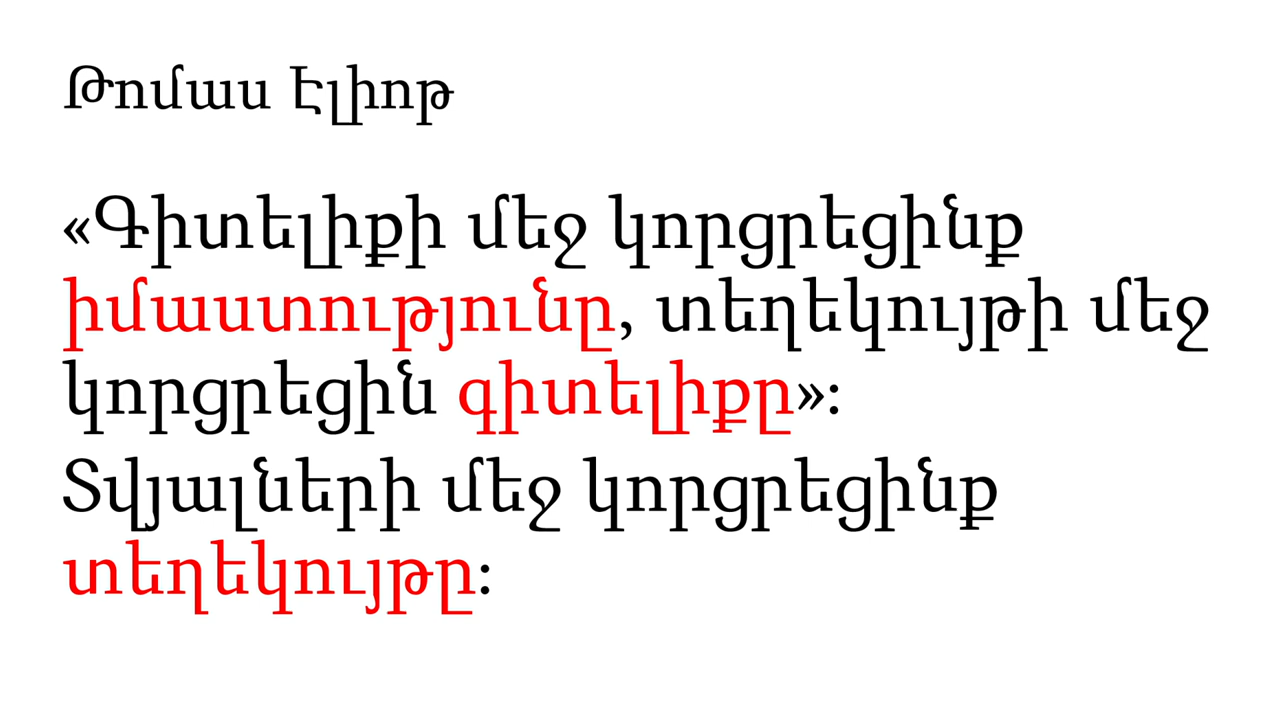 Թոմաս Էլիոթ
«Գիտելիքի մեջ կորցրեցինք
իմաստությունը, տեղեկույթի մեջ
կորցրեցին գիտելիքը»։
Տվյալների մեջ կորցրեցինք
տեղեկույթը։